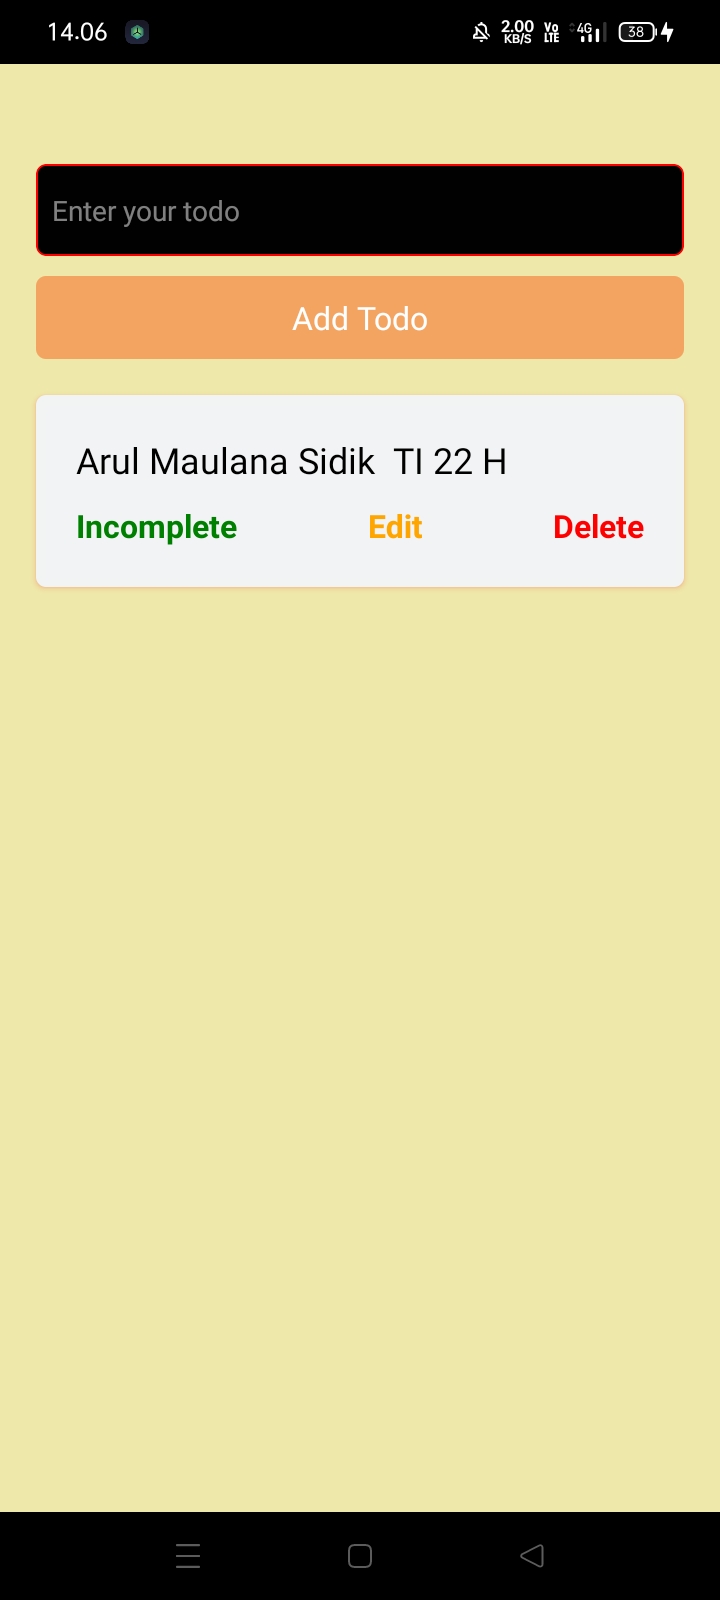 14.06 2.00 KB/S Vo LTE 4G 38
Enter your todo
Add Todo
Arul Maulana Sidik  TI 22 H
Incomplete Edit Delete